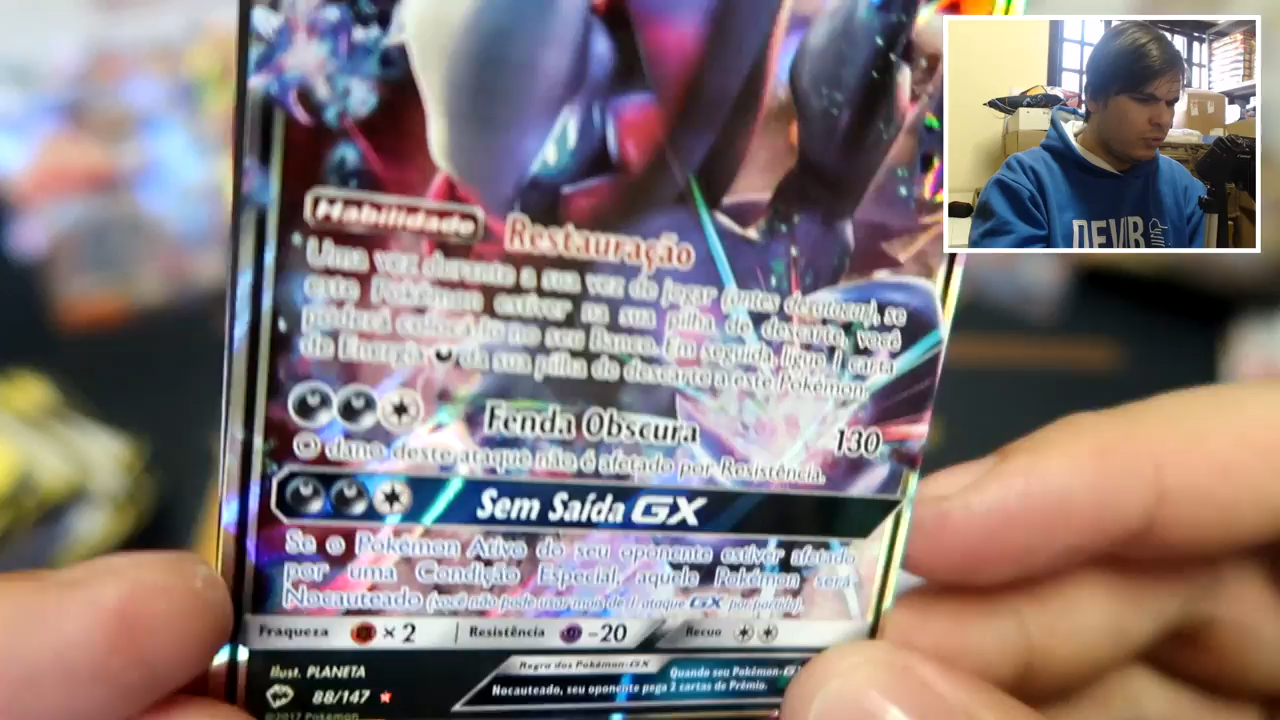 Habilidade Restauração
Uma vez durante a sua vez de jogar (antes de atacar), se
este Pokémon estiver na sua pilha de descarte, você
poderá colocá-lo no seu Banco. Em seguida, ligue 1 carta
de Energia da sua pilha de descarte a este Pokémon.
Fenda Obscura 130
O dano deste ataque não é afetado por Resistência.
Sem Saída GX
Se o Pokémon Ativo do seu oponente estiver afetado
por uma Condição Especial, aquele Pokémon será
Nocauteado (você não pode usar mais de 1 ataque GX por partida).
Fraqueza × 2 Resistência -20 Recuo
Ilust. PLANETA
Regra dos Pokémon-GX Quando seu Pokémon-G
Nocauteado, seu oponente pega 2 cartas de Prêmio.
88/147
©2017 Pokémon